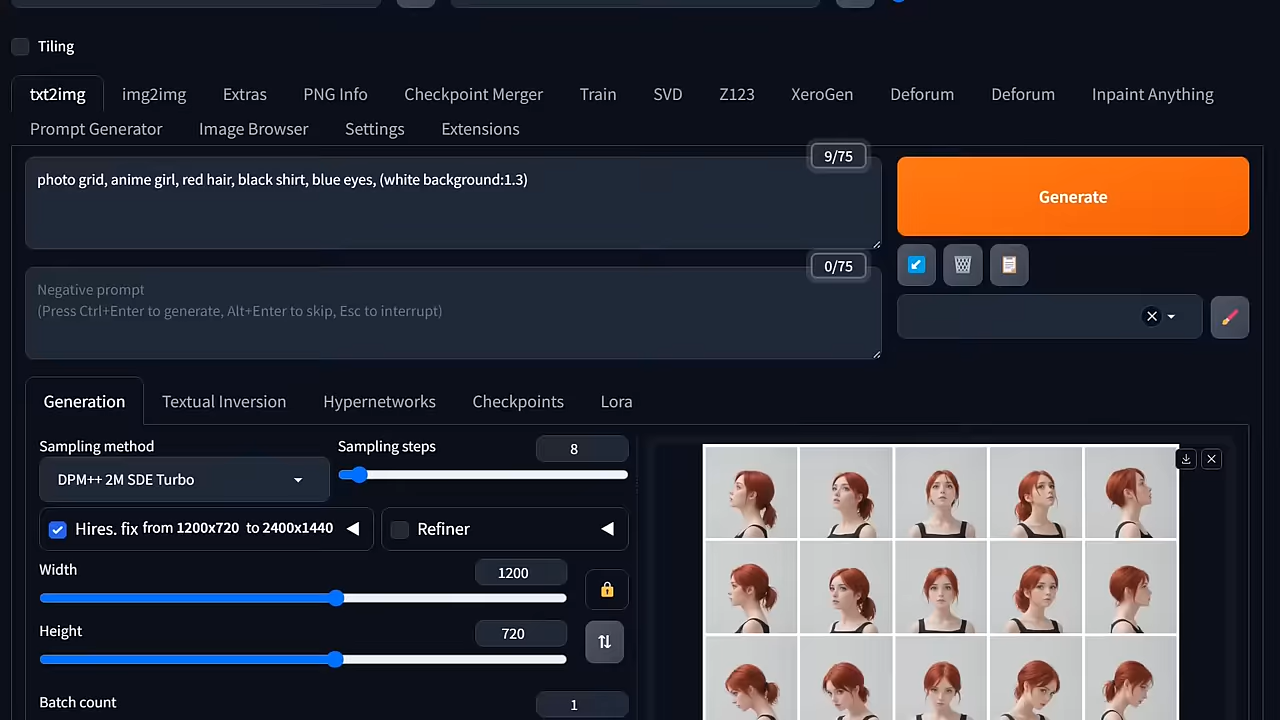 Tiling
txt2img img2img Extras PNG Info Checkpoint Merger Train SVD Z123 XeroGen Deforum Deforum Inpaint Anything
Prompt Generator Image Browser Settings Extensions
9/75
photo grid, anime girl, red hair, black shirt, blue eyes, (white background:1.3)
Generate
0/75
Negative prompt
(Press Ctrl+Enter to generate, Alt+Enter to skip, Esc to interrupt)
Generation Textual Inversion Hypernetworks Checkpoints Lora
Sampling method
Sampling steps 8
DPM++ 2M SDE Turbo
Hires. fix from 1200x720 to 2400x1440
Refiner
Width 1200
Height 720
Batch count 1